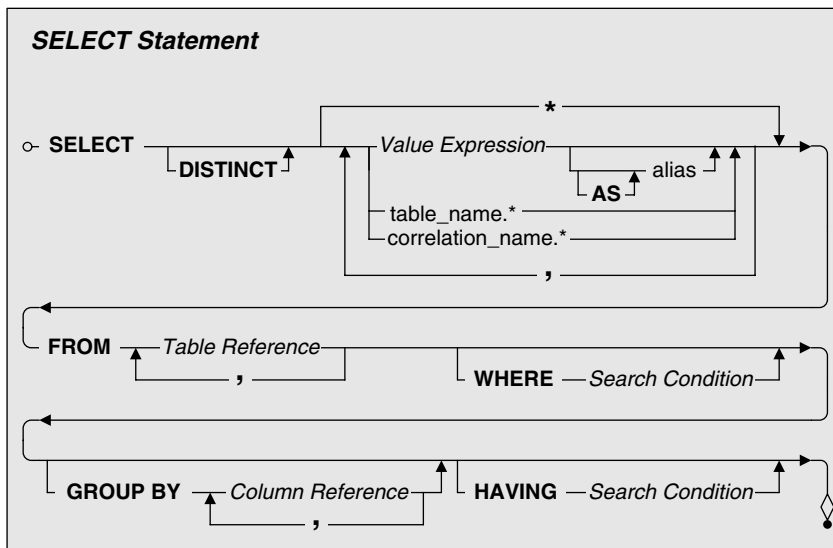 SELECT Statement
*
SELECT Value Expression
DISTINCT AS alias
table_name.*
correlation_name.*
,
FROM Table Reference
, WHERE Search Condition
GROUP BY Column Reference HAVING Search Condition
,